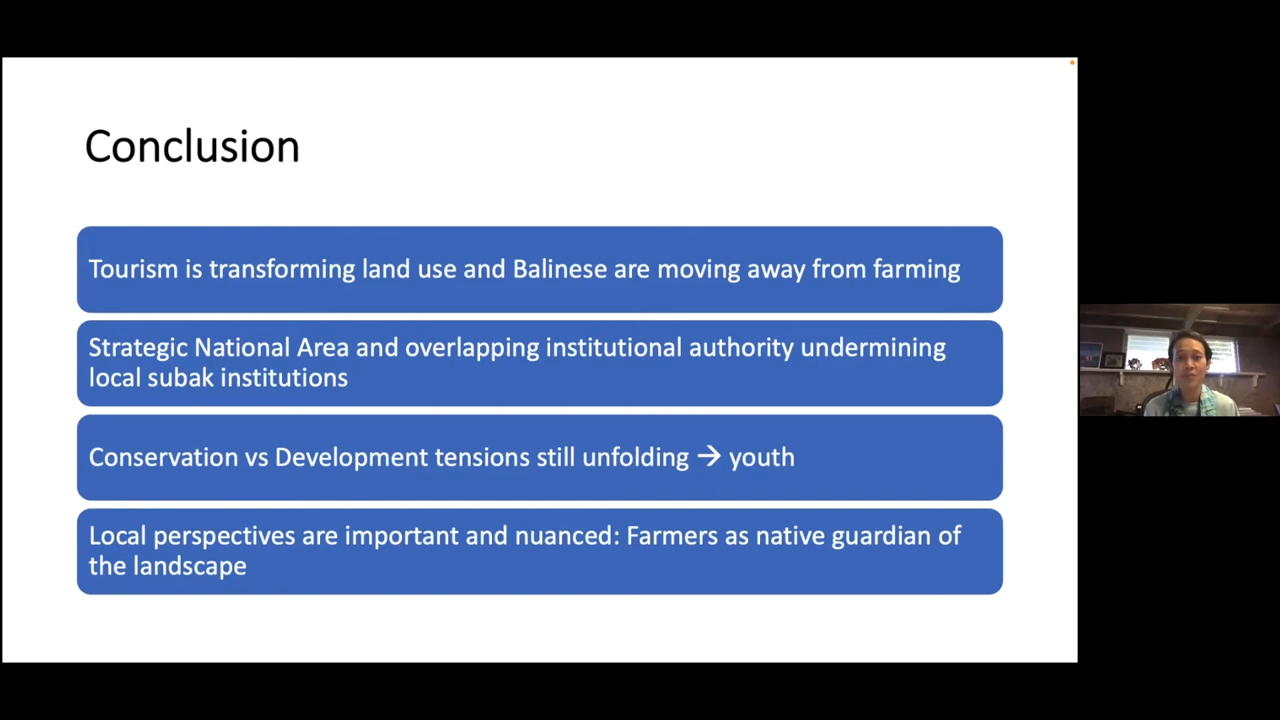 Conclusion
Tourism is transforming land use and Balinese are moving away from farming
Strategic National Area and overlapping institutional authority undermining
local subak institutions
Conservation vs Development tensions still unfolding → youth
Local perspectives are important and nuanced: Farmers as native guardian of
the landscape